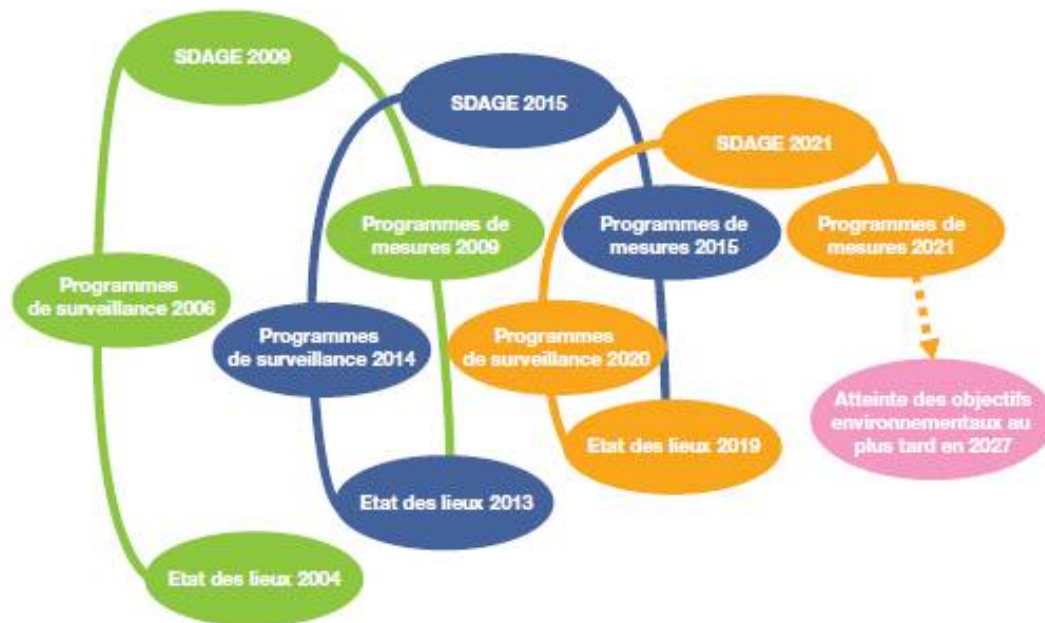 SDAGE 2009
SDAGE 2015
SDAGE 2021
Programmes de
mesures 2009
Programmes de
mesures 2015
Programmes de
mesures 2021
Programmes
de surveillance 2006
Programmes
de surveillance 2014
Programmes
de surveillance 2020
Atteinte des objectifs
environnementaux au
plus tard en 2027
Etat des lieux 2019
Etat des lieux 2013
Etat des lieux 2004